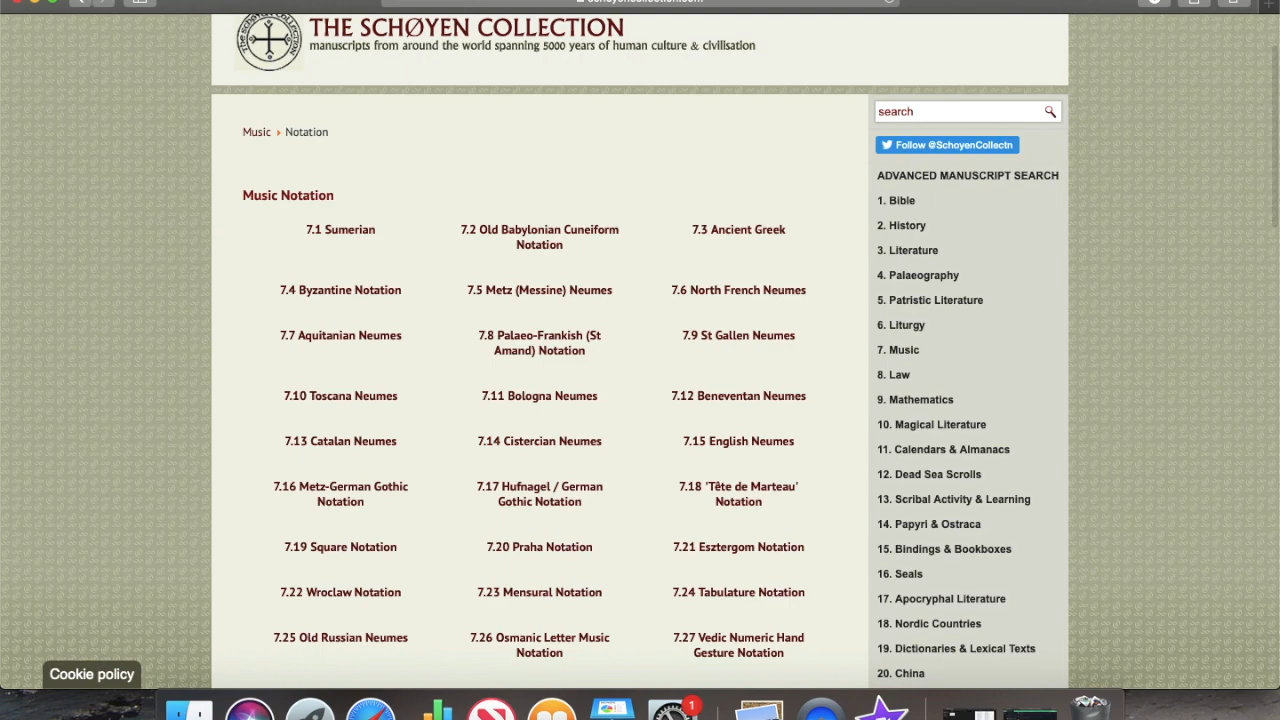 schoyencollection.com
THE SCHØYEN COLLECTION
manuscripts from around the world spanning 5000 years of human culture & civilisation
Music Notation
search
Follow @SchoyenCollectn
Music Notation
7.1 Sumerian
7.2 Old Babylonian Cuneiform
Notation
7.3 Ancient Greek
7.4 Byzantine Notation
7.5 Metz (Messine) Neumes
7.6 North French Neumes
7.7 Aquitanian Neumes
7.8 Palaeo-Frankish (St
Amand) Notation
7.9 St Gallen Neumes
7.10 Toscana Neumes
7.11 Bologna Neumes
7.12 Beneventan Neumes
7.13 Catalan Neumes
7.14 Cistercian Neumes
7.15 English Neumes
7.16 Metz-German Gothic
Notation
7.17 Hufnagel / German
Gothic Notation
7.18 'Tête de Marteau'
Notation
7.19 Square Notation
7.20 Praha Notation
7.21 Esztergom Notation
7.22 Wroclaw Notation
7.23 Mensural Notation
7.24 Tabulature Notation
7.25 Old Russian Neumes
7.26 Osmanic Letter Music
Notation
7.27 Vedic Numeric Hand
Gesture Notation
ADVANCED MANUSCRIPT SEARCH
1. Bible
2. History
3. Literature
4. Palaeography
5. Patristic Literature
6. Liturgy
7. Music
8. Law
9. Mathematics
10. Magical Literature
11. Calendars & Almanacs
12. Dead Sea Scrolls
13. Scribal Activity & Learning
14. Papyri & Ostraca
15. Bindings & Bookboxes
16. Seals
17. Apocryphal Literature
18. Nordic Countries
19. Dictionaries & Lexical Texts
20. China
Cookie policy
1